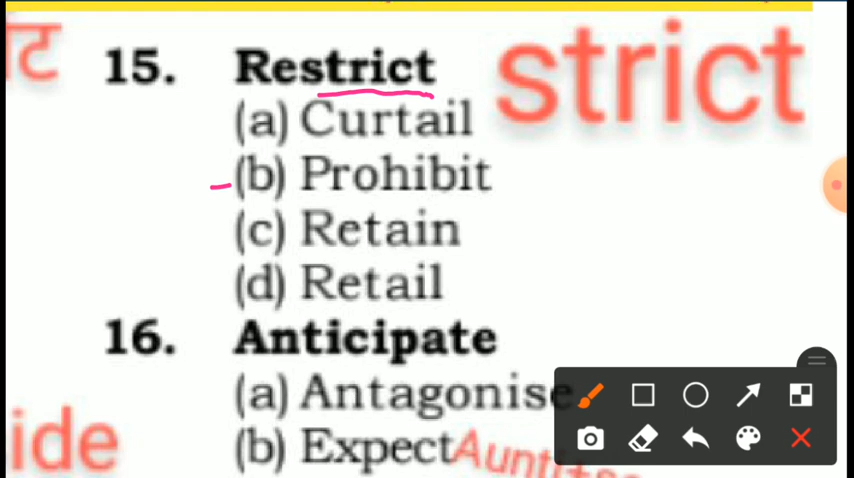 15. Restrict
strict
(a) Curtail
(b) Prohibit
(c) Retain
(d) Retail
16. Anticipate
(a) Antagonise
ide
(b) Expect